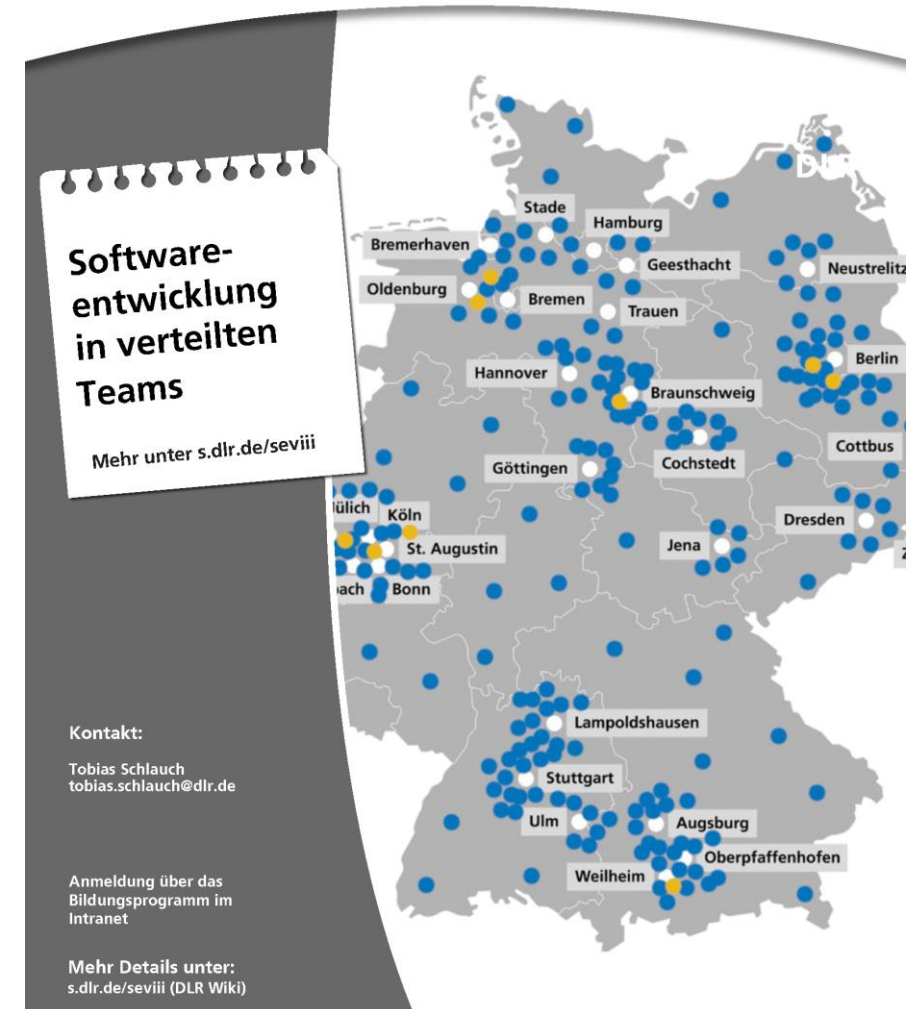 Software-
entwicklung
in verteilten
Teams
Mehr unter s.dlr.de/seviii
Kontakt:
Tobias Schlauch
tobias.schlauch@dlr.de
Anmeldung über das
Bildungsprogramm im
Intranet
Mehr Details unter:
s.dlr.de/seviii (DLR Wiki)
DLR
Stade
Hamburg
Bremerhaven
Geesthacht
Neustrelitz
Oldenburg
Bremen
Trauen
Berlin
Hannover
Braunschweig
Cottbus
Göttingen
Cochstedt
Jülich
Köln
Dresden
St. Augustin
Jena
bach
Bonn
Lampoldshausen
Stuttgart
Ulm
Augsburg
Oberpfaffenhofen
Weilheim